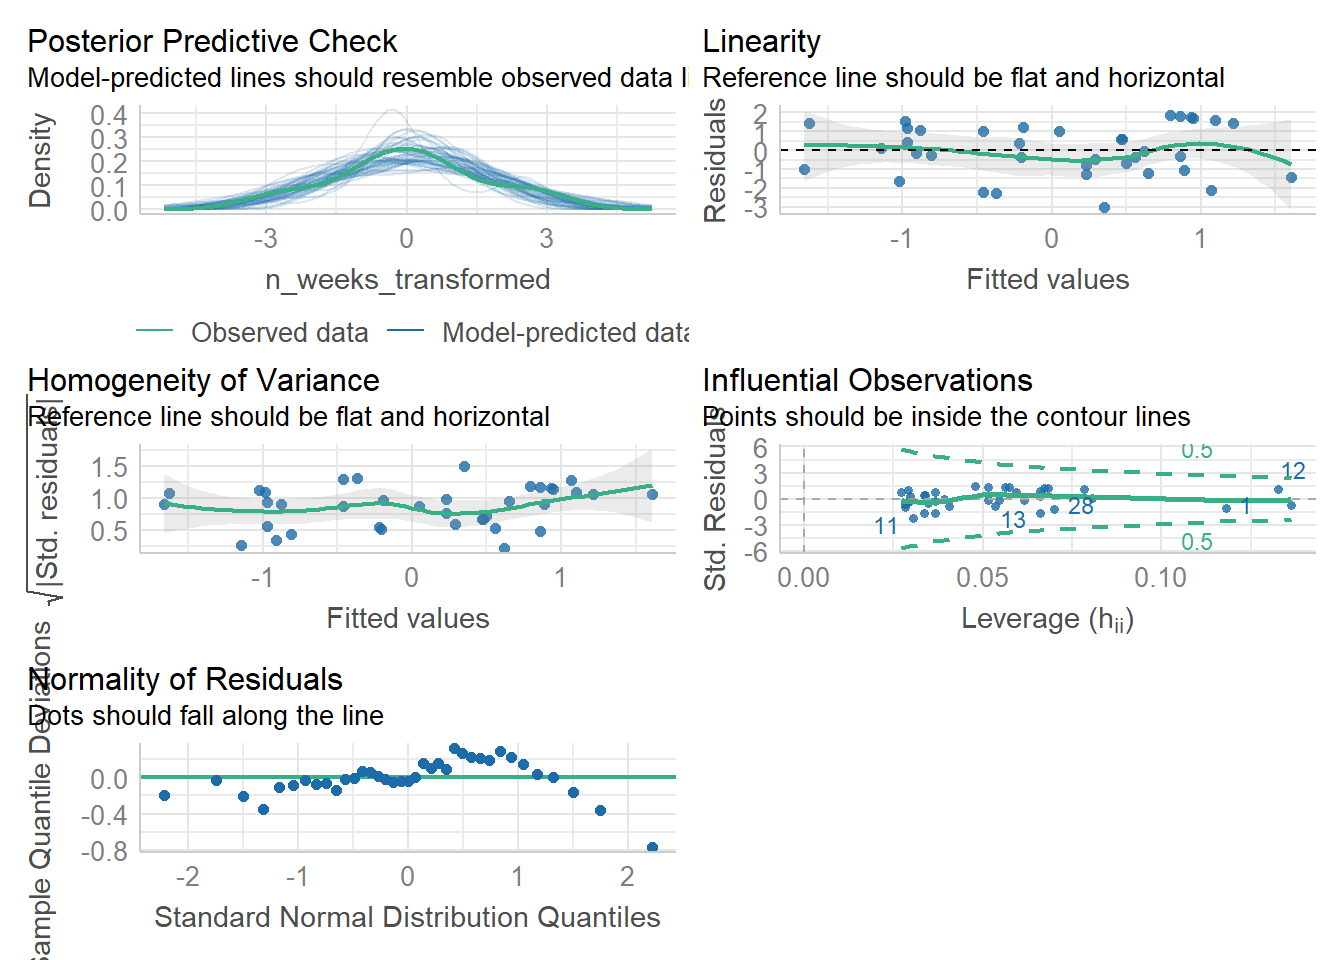 Posterior Predictive Check
Model-predicted lines should resemble observed data li
Density
0.4
0.3
0.2
0.1
0.0
-3 0 3
n_weeks_transformed
Observed data Model-predicted data
Linearity
Reference line should be flat and horizontal
Residuals
2
1
0
-1
-2
-3
-1 0 1
Fitted values
Homogeneity of Variance
Reference line should be flat and horizontal
√|Std. residuals|
1.5
1.0
0.5
-1 0 1
Fitted values
Influential Observations
Points should be inside the contour lines
Std. Residuals
6
3
0
-3
-6
0.5
12
11
13
28
1
0.5
0.00 0.05 0.10
Leverage (hii)
Normality of Residuals
Dots should fall along the line
Sample Quantile Deviations
0.0
-0.4
-0.8
-2 -1 0 1 2
Standard Normal Distribution Quantiles